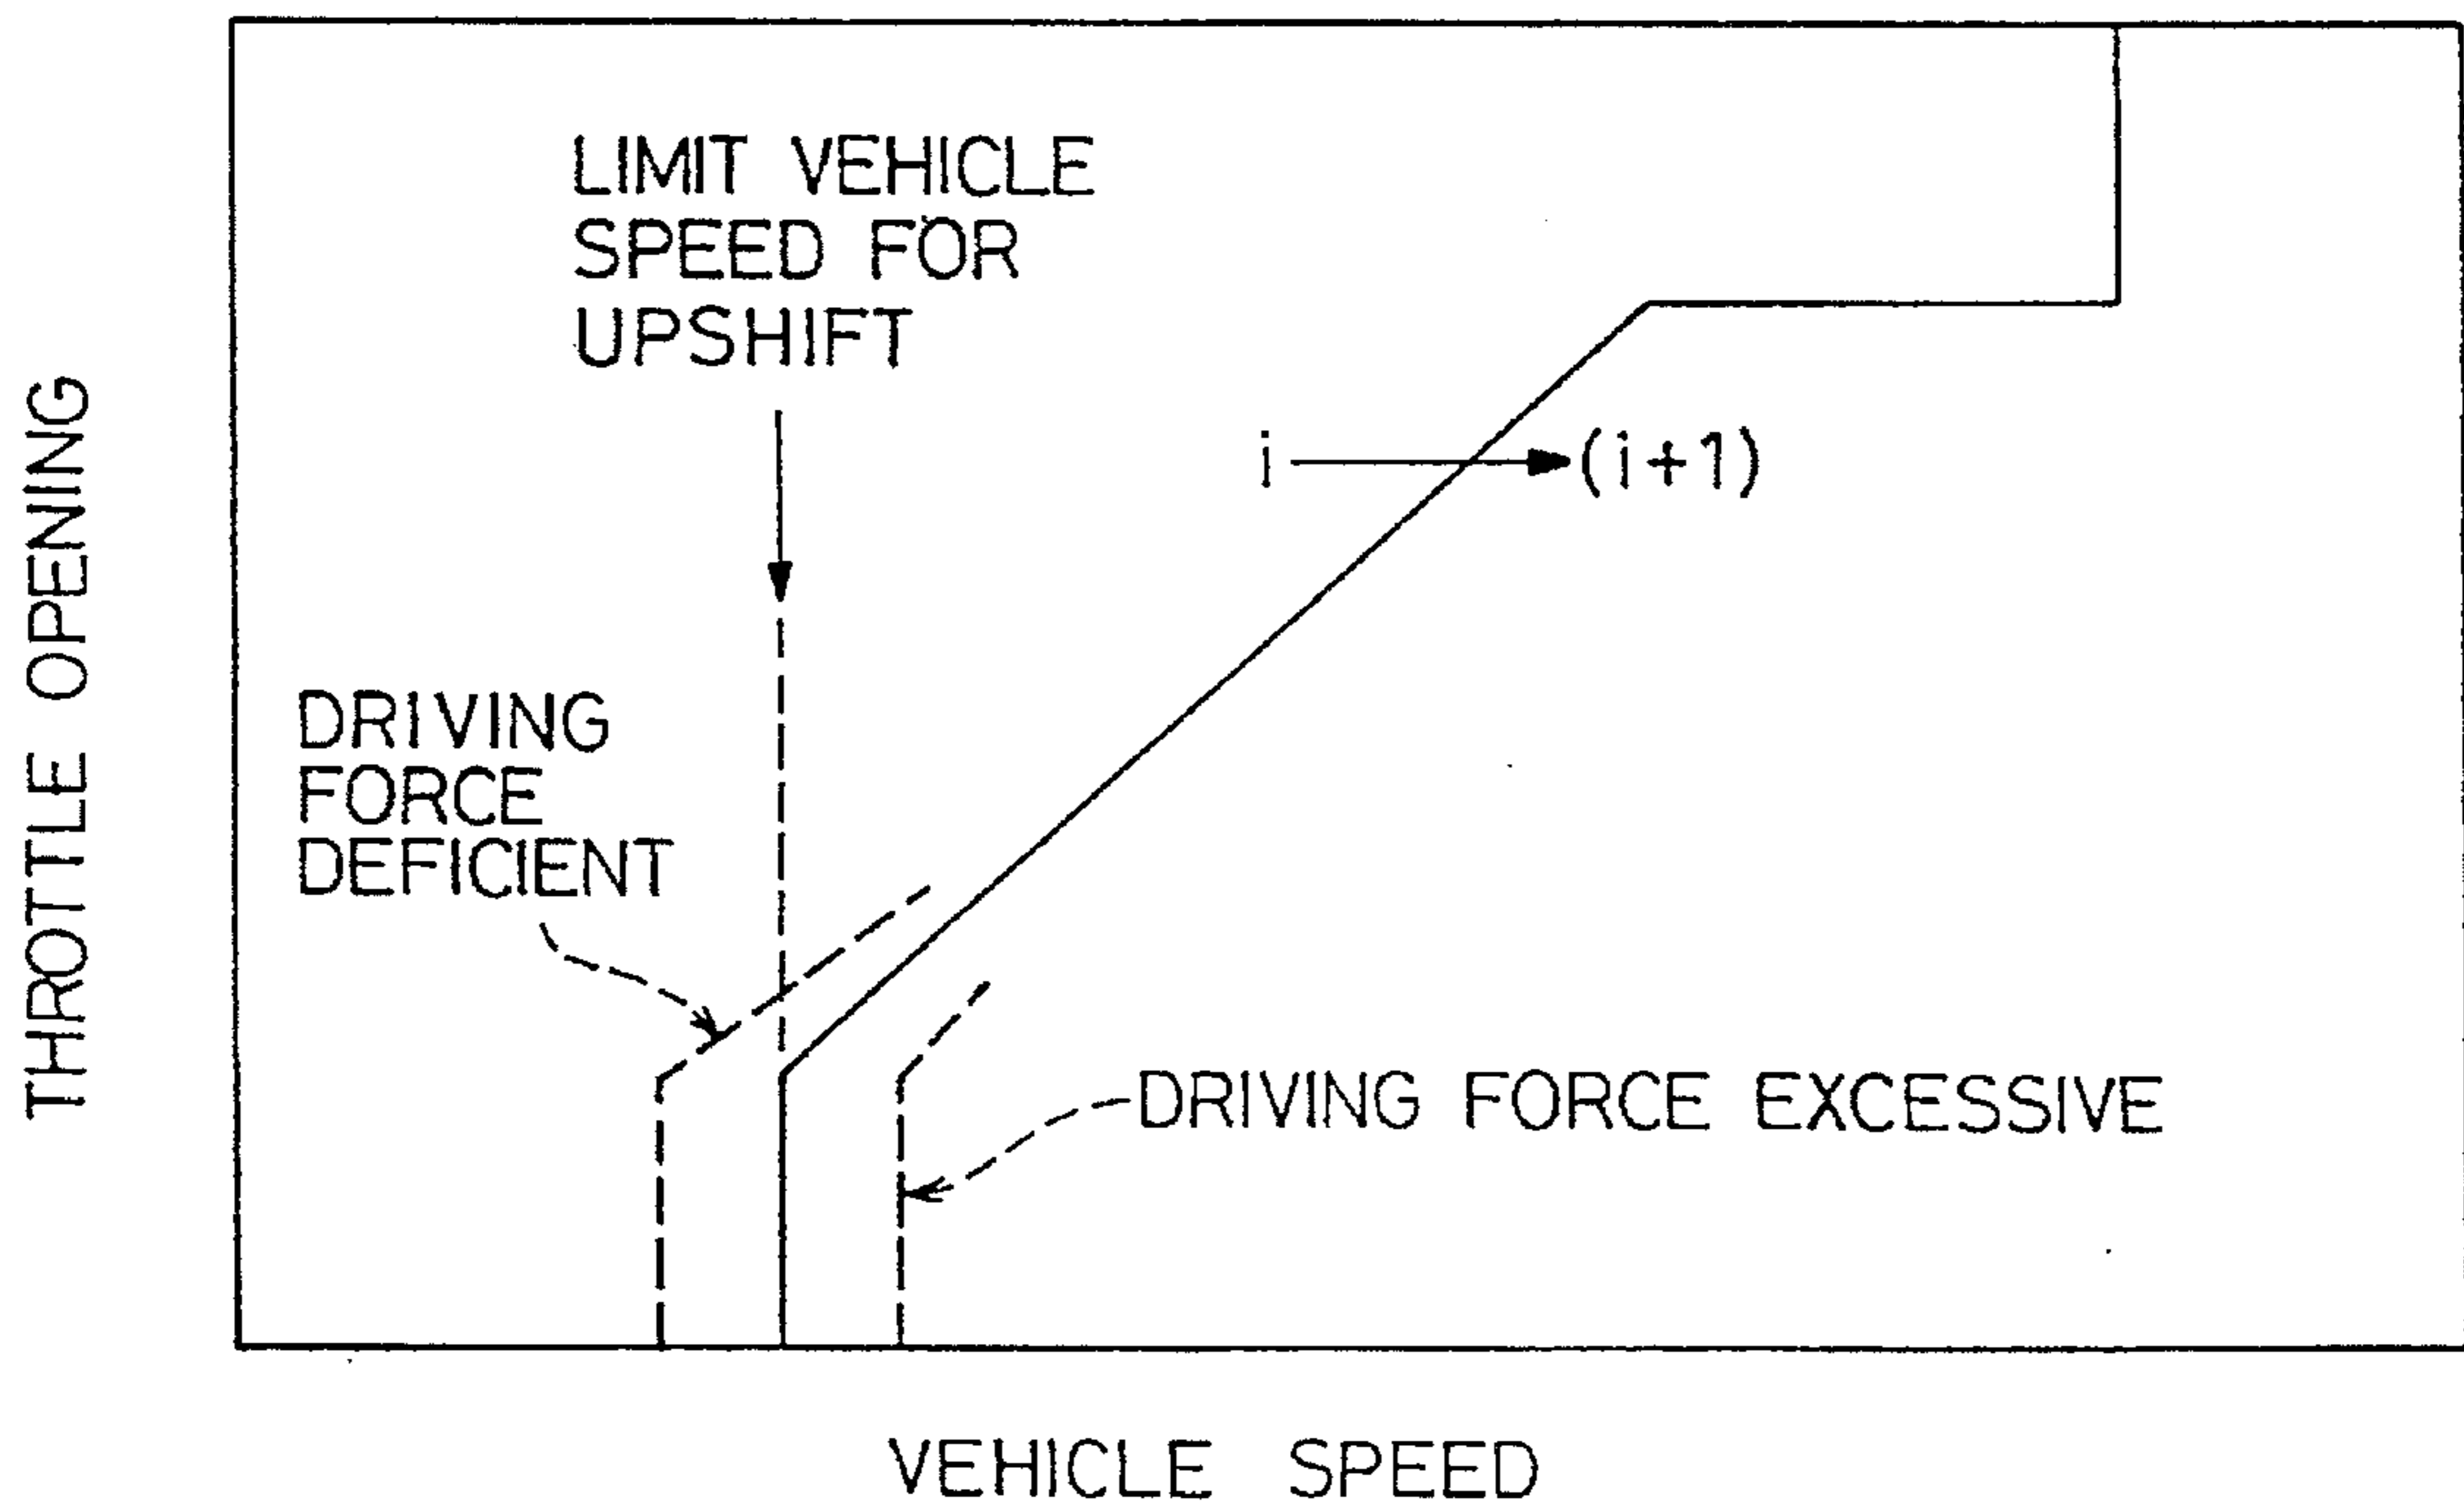 LIMIT VEHICLE
SPEED FOR
UPSHIFT
i
(i+1)
DRIVING
FORCE
DEFICIENT
DRIVING FORCE EXCESSIVE
THROTTLE OPENING
VEHICLE SPEED